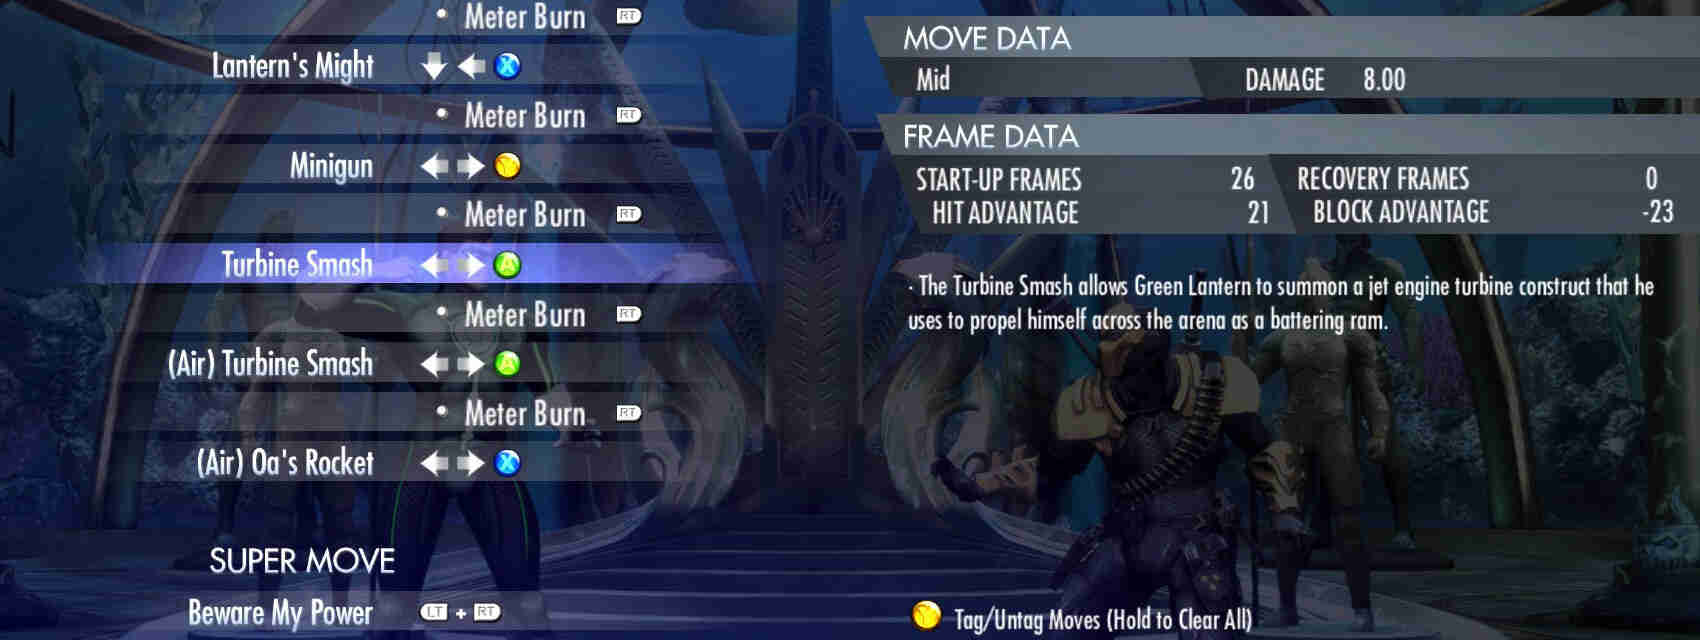 Meter Burn RT
Lantern's Might X
Meter Burn RT
Minigun Y
Meter Burn RT
Turbine Smash A
Meter Burn RT
(Air) Turbine Smash A
Meter Burn RT
(Air) Oa's Rocket X
SUPER MOVE
Beware My Power LT + RT
MOVE DATA
Mid DAMAGE 8.00
FRAME DATA
START-UP FRAMES 26 RECOVERY FRAMES 0
HIT ADVANTAGE 21 BLOCK ADVANTAGE -23
· The Turbine Smash allows Green Lantern to summon a jet engine turbine construct that he
uses to propel himself across the arena as a battering ram.
Y Tag/Untag Moves (Hold to Clear All)